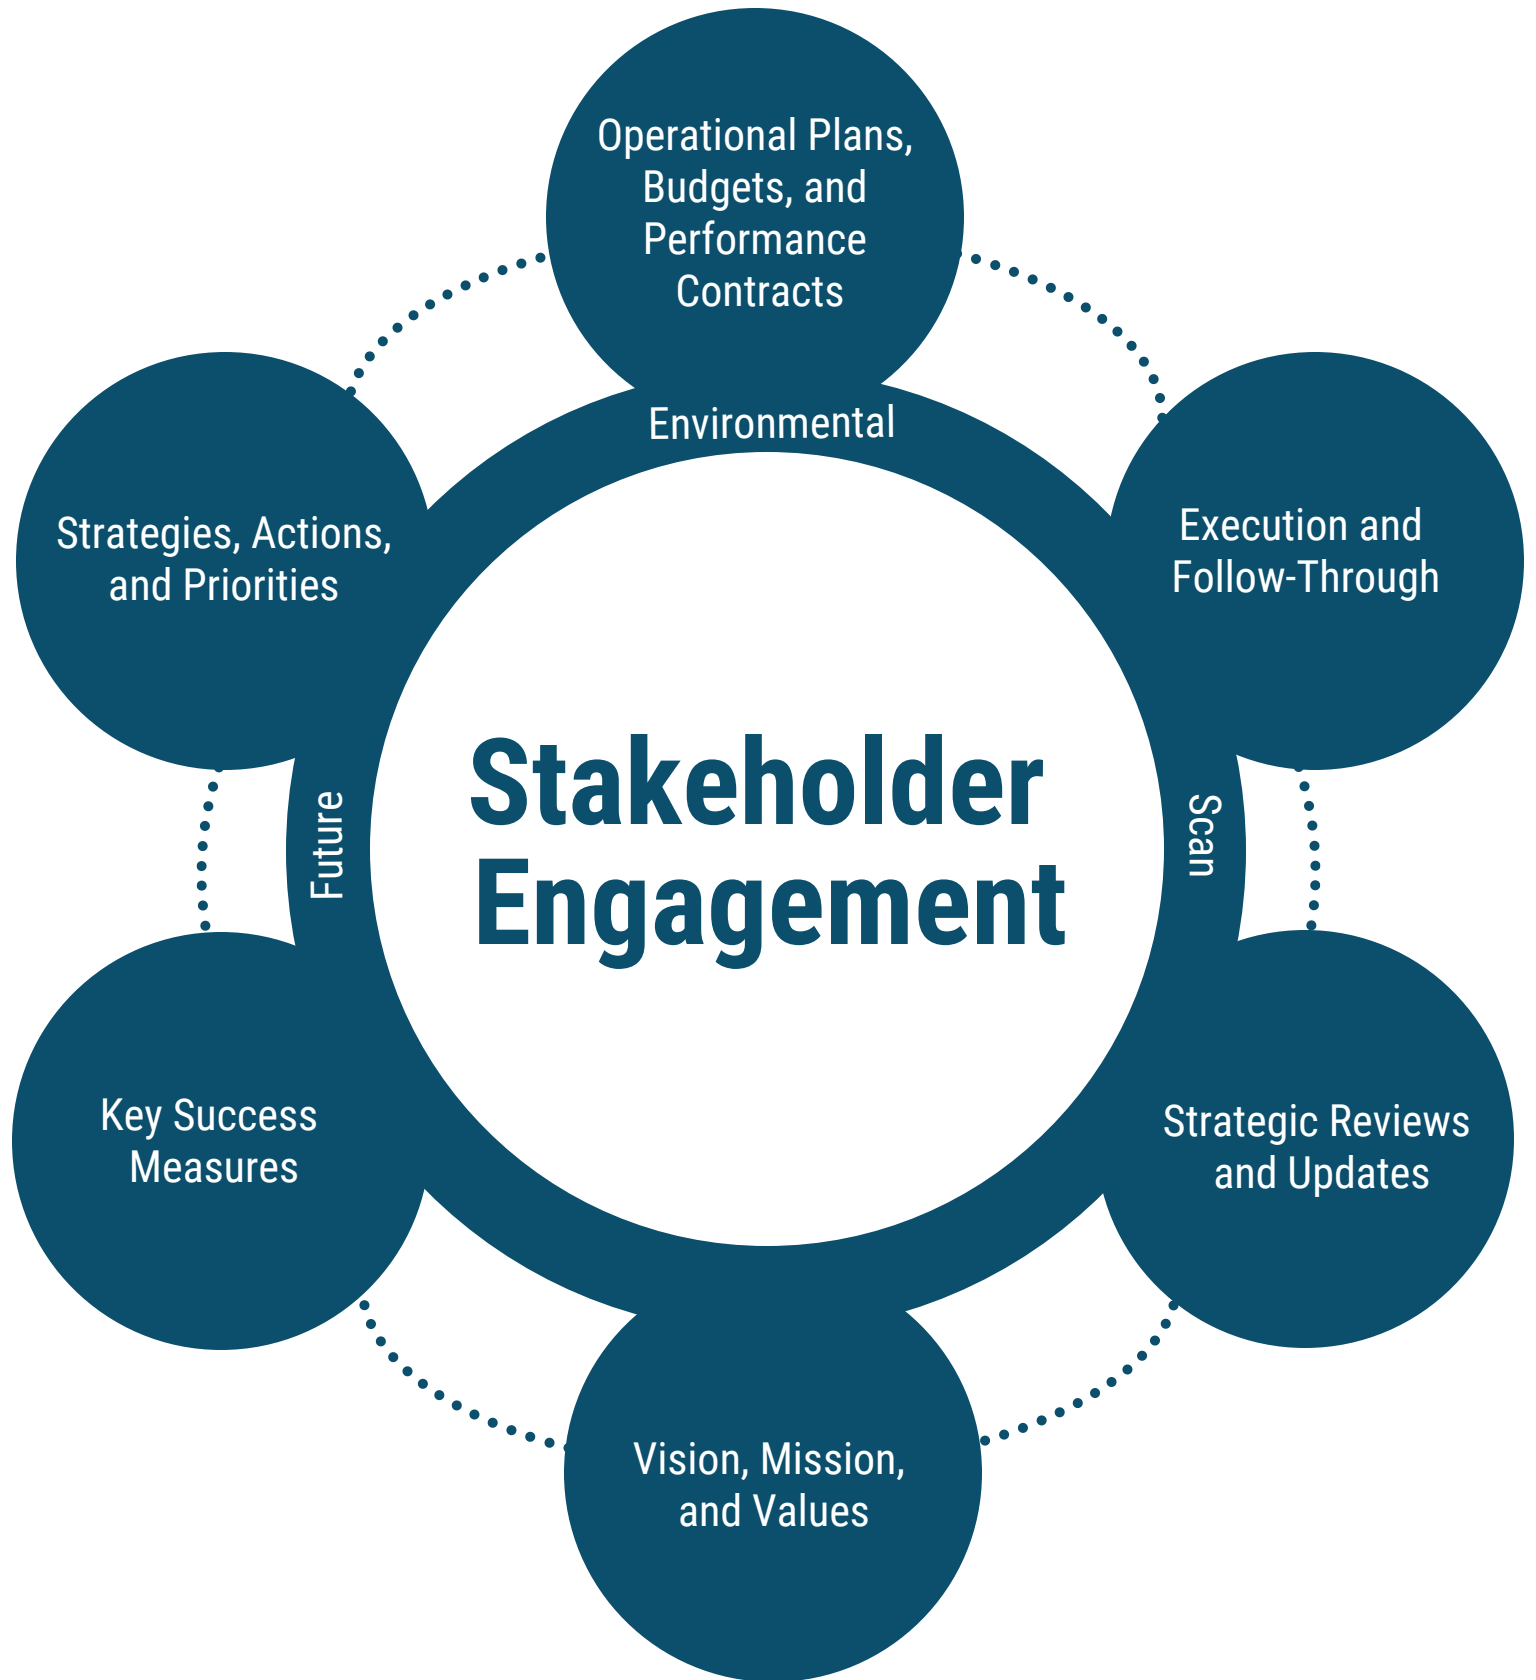 Operational Plans,
Budgets, and
Performance
Contracts
Environmental
Strategies, Actions,
and Priorities
Execution and
Follow-Through
Future
Stakeholder
Engagement
Scan
Key Success
Measures
Strategic Reviews
and Updates
Vision, Mission,
and Values